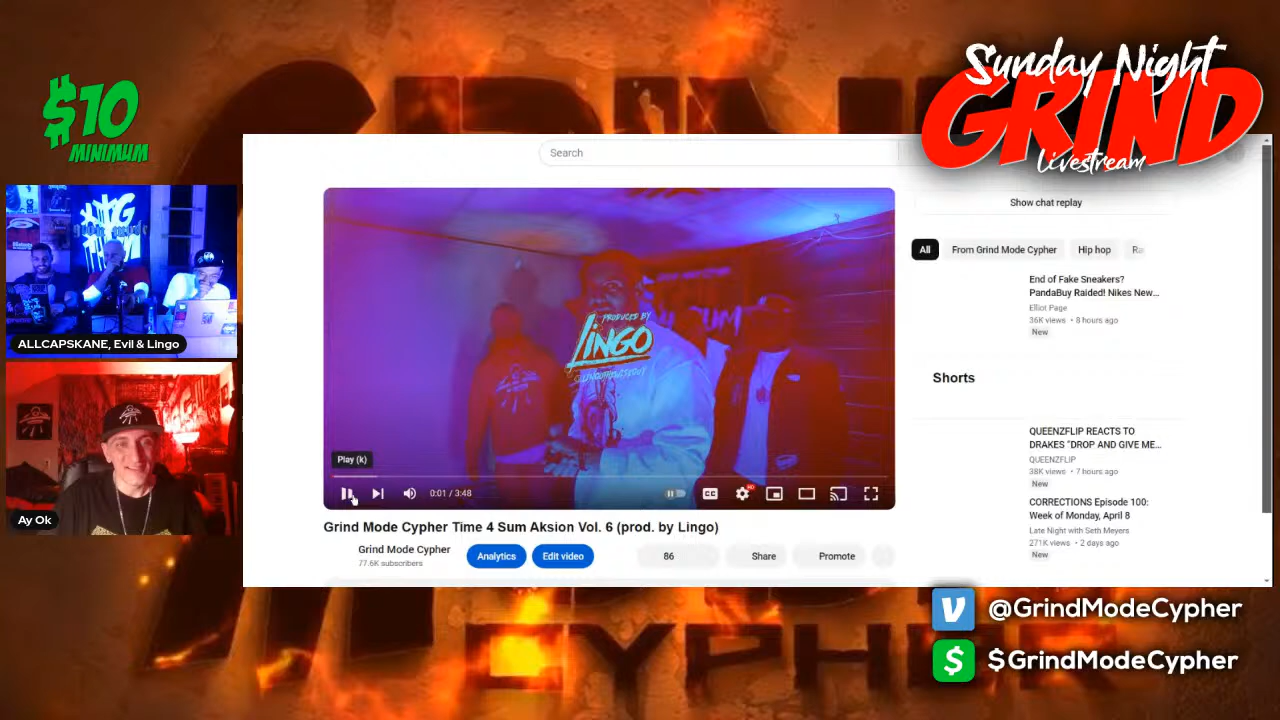 $10
MINIMUM
Sunday Night
GRIND
Livestream
Search
Show chat replay
All
From Grind Mode Cypher
Hip hop
Ra
End of Fake Sneakers?
PandaBuy Raided! Nikes New...
Elliot Page
36K views • 8 hours ago
New
Shorts
QUEENZFLIP REACTS TO
DRAKES "DROP AND GIVE ME...
QUEENZFLIP
38K views • 7 hours ago
New
CORRECTIONS Episode 100:
Week of Monday, April 8
Late Night with Seth Meyers
271K views • 2 days ago
New
PRODUCED BY
LINGO
Play (k)
0:01 / 3:48
CC
HD
Grind Mode Cypher Time 4 Sum Aksion Vol. 6 (prod. by Lingo)
Grind Mode Cypher
77.6K subscribers
Analytics
Edit video
86
Share
Promote
ALLCAPSKANE, Evil & Lingo
Ay Ok
@GrindModeCypher
$GrindModeCypher
CYPHER